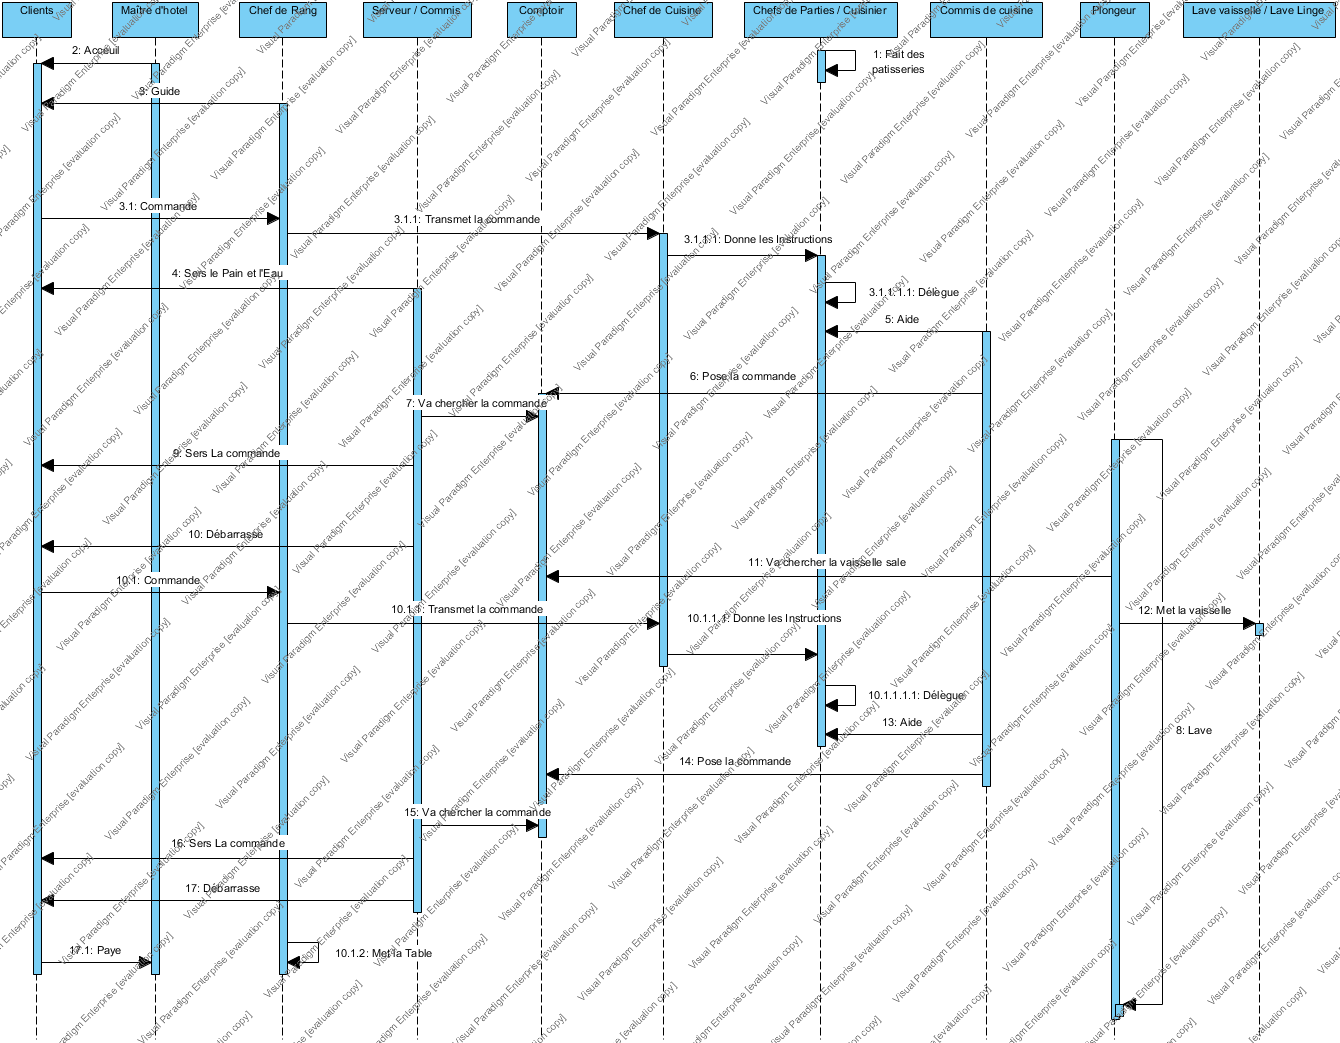 Clients
Maître d'hotel
Chef de Rang
Serveur / Commis
Comptoir
Chef de Cuisine
Chefs de Parties / Cuisinier
Commis de cuisine
Plongeur
Lave vaisselle / Lave Linge
2: Acceuil
1: Fait des
patisseries
3: Guide
3.1: Commande
3.1.1: Transmet la commande
3.1.1.1: Donne les Instructions
4: Sers le Pain et l'Eau
3.1.1.1.1: Délègue
5: Aide
6: Pose la commande
7: Va chercher la commande
9: Sers La commande
10: Débarrasse
11: Va chercher la vaisselle sale
10.1: Commande
10.1.1: Transmet la commande
10.1.1.1: Donne les Instructions
12: Met la vaisselle
10.1.1.1.1: Délègue
13: Aide
8: Lave
14: Pose la commande
15: Va chercher la commande
16: Sers La commande
17: Débarrasse
17.1: Paye
10.1.2: Met la Table
Visual Paradigm Enterprise [evaluation copy]